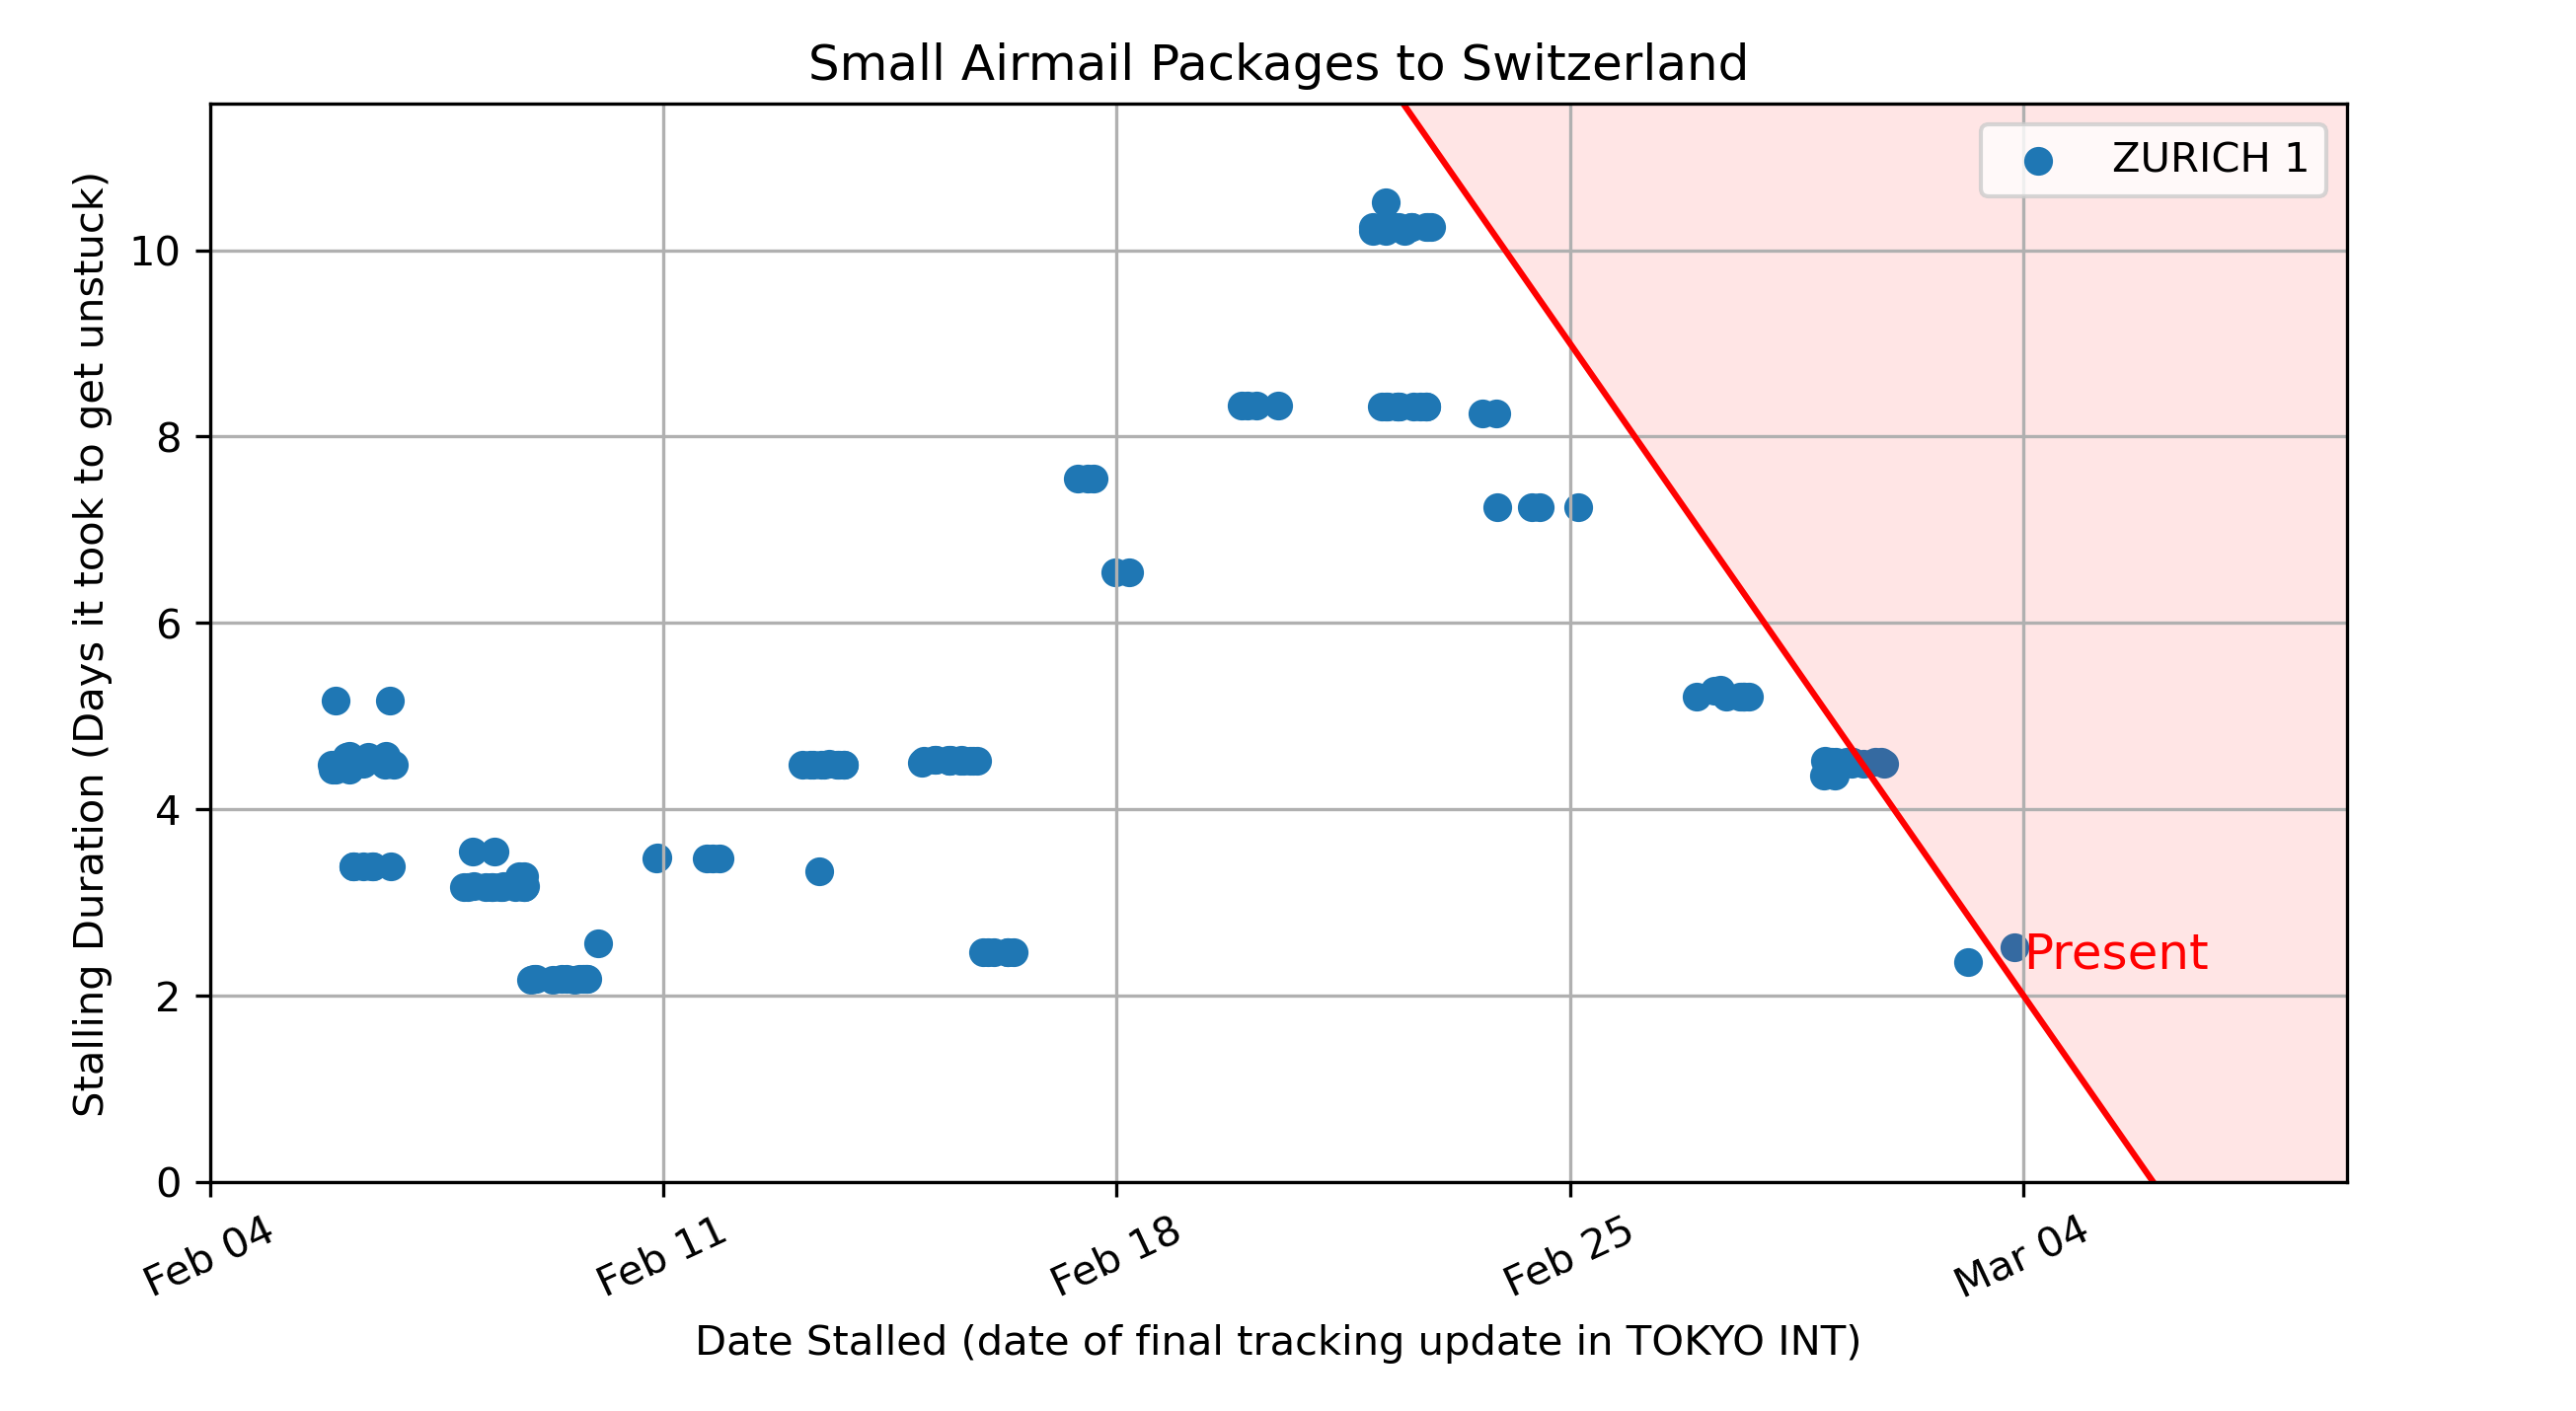 Small Airmail Packages to Switzerland
ZURICH 1
Stalling Duration (Days it took to get unstuck)
10
8
6
4
2
0
Present
Feb 04
Feb 11
Feb 18
Feb 25
Mar 04
Date Stalled (date of final tracking update in TOKYO INT)